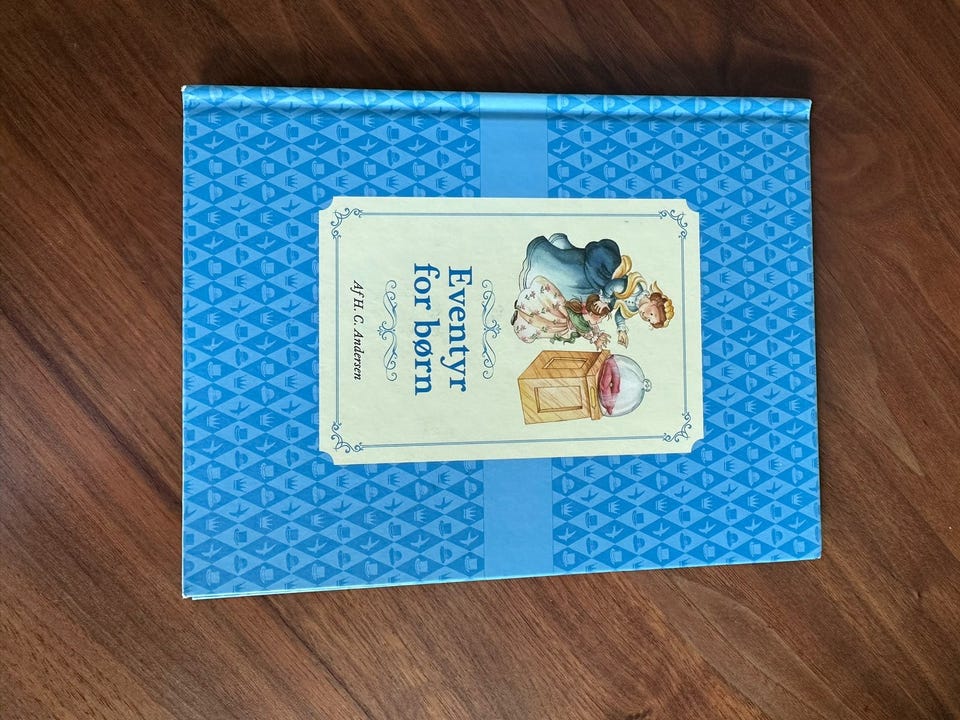 Eventyr
for børn
Af H. C. Andersen